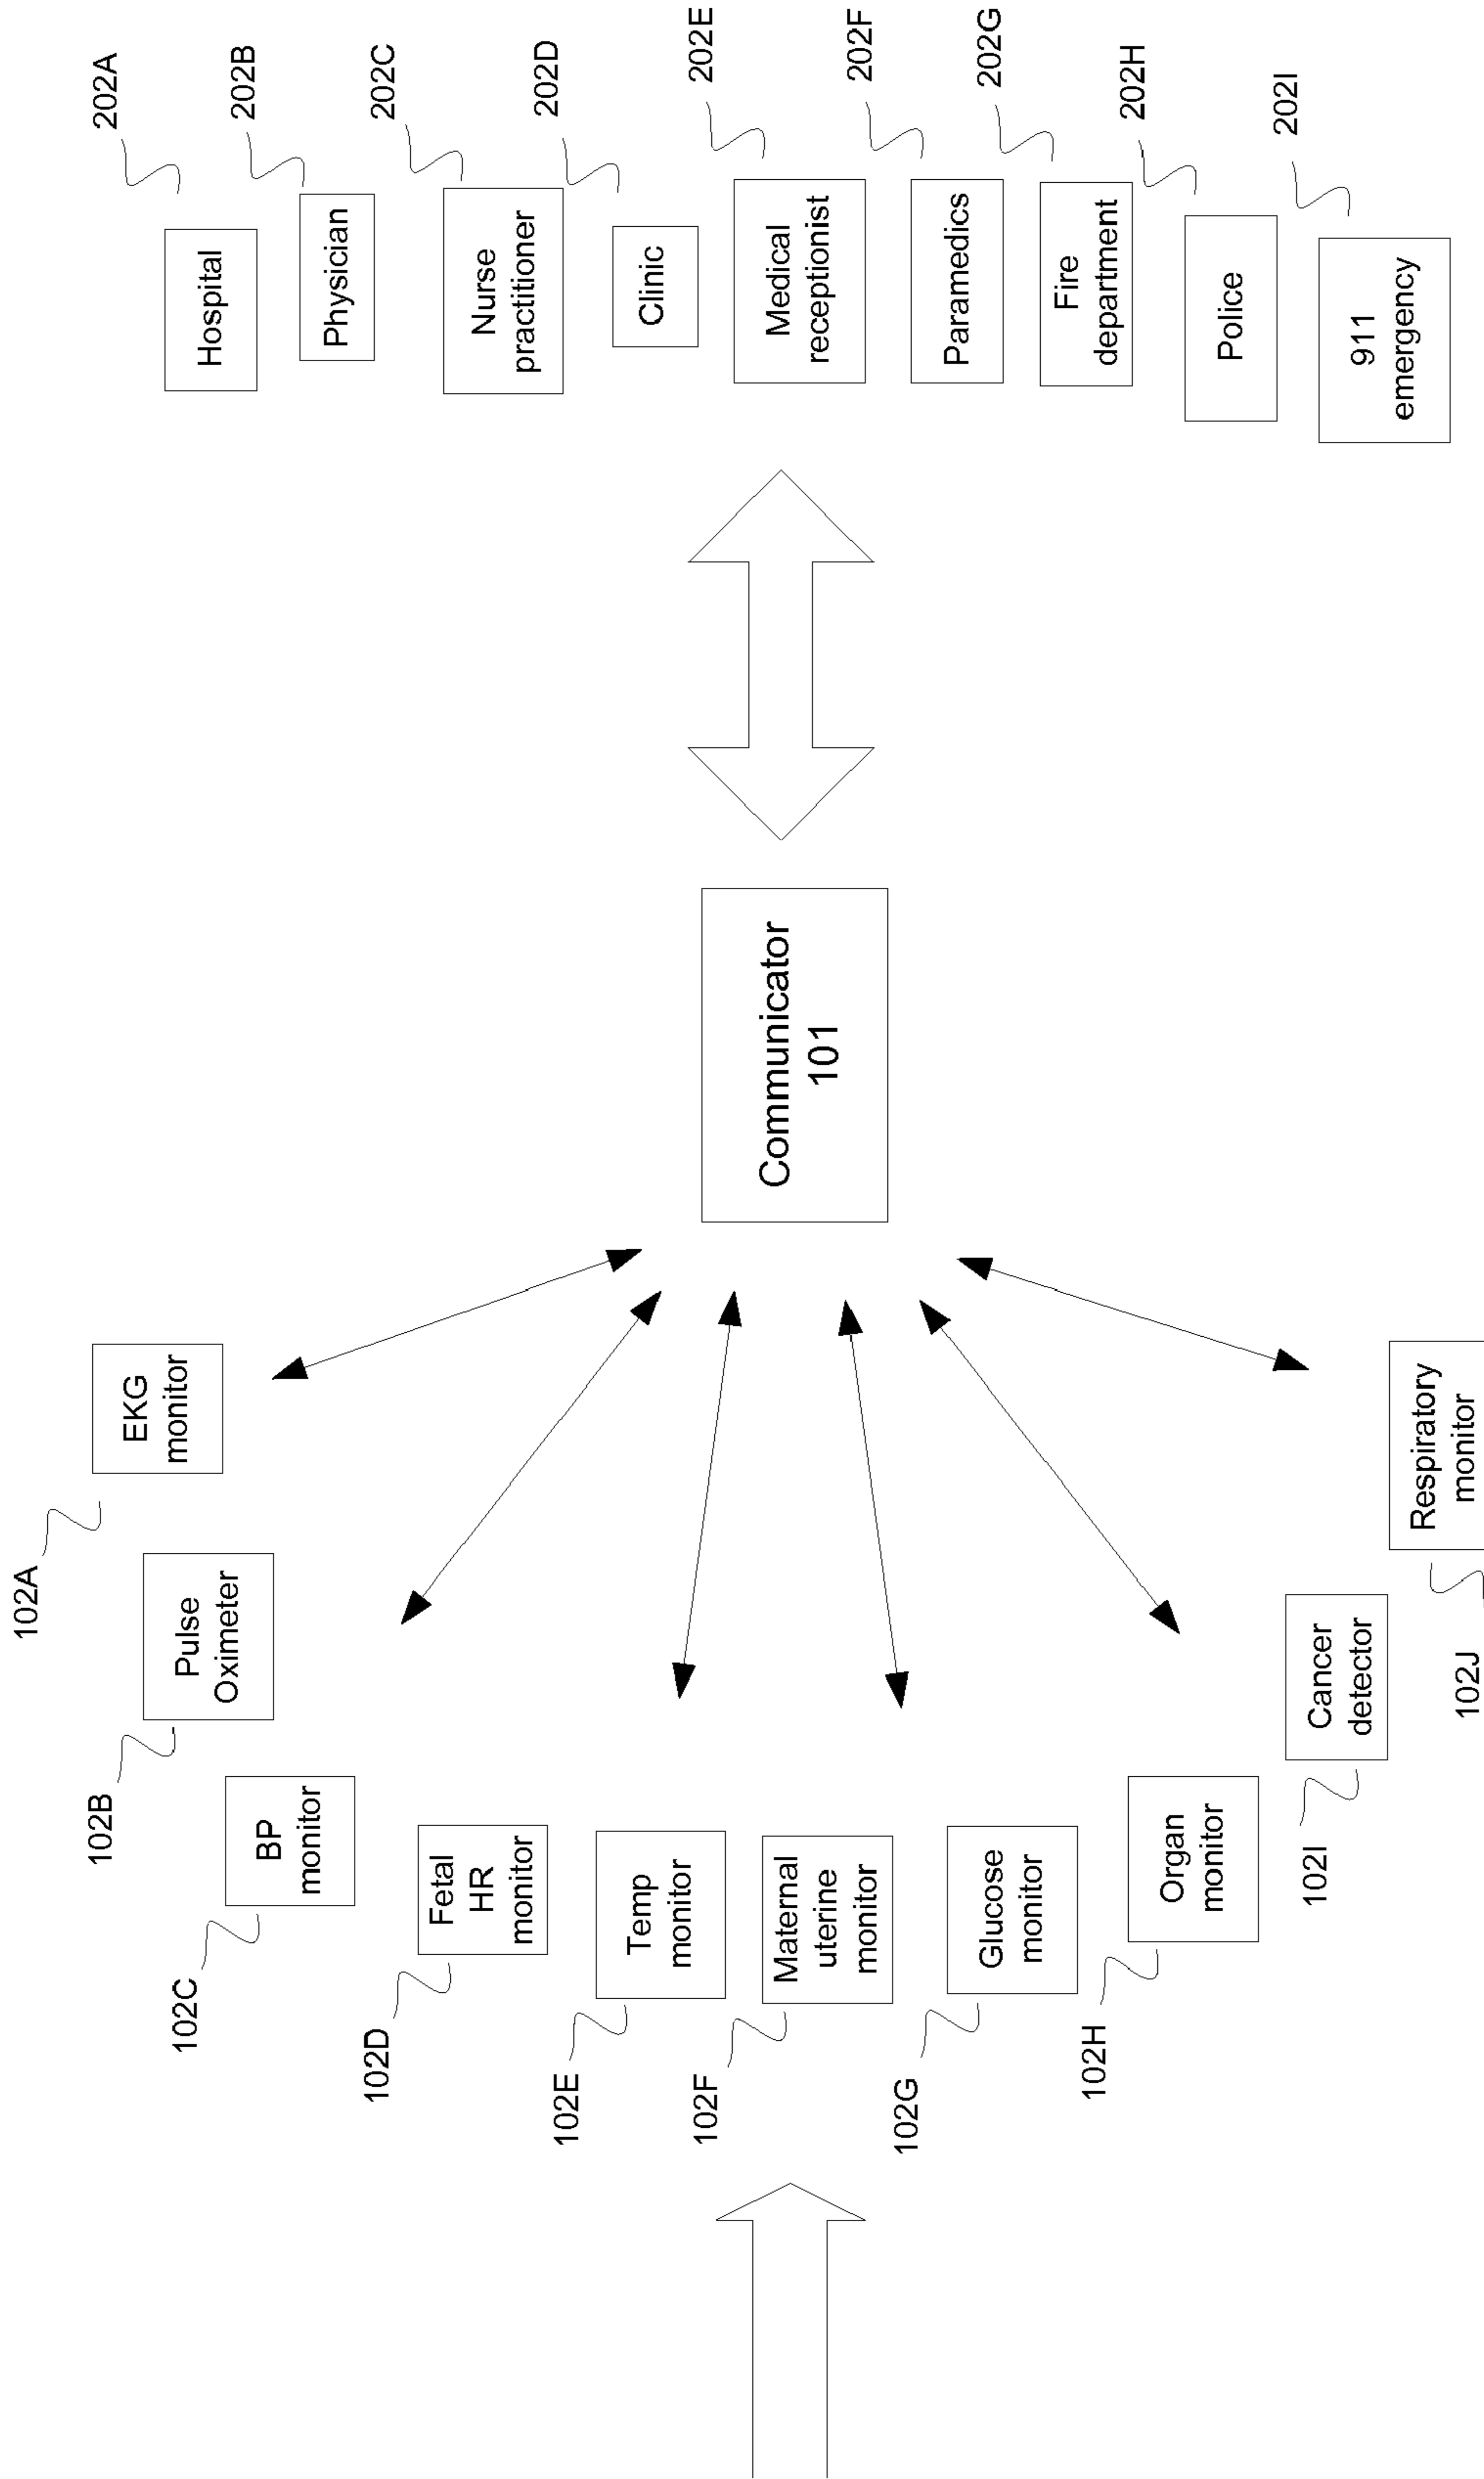 102A
EKG
monitor
102B
Pulse
Oximeter
102C
BP
monitor
102D
Fetal
HR
monitor
102E
Temp
monitor
102F
Maternal
uterine
monitor
102G
Glucose
monitor
102H
Organ
monitor
102I
Cancer
detector
102J
Respiratory
monitor
Communicator
101
202A
Hospital
202B
Physician
202C
Nurse
practitioner
202D
Clinic
202E
Medical
receptionist
202F
Paramedics
202G
Fire
department
202H
Police
202I
911
emergency